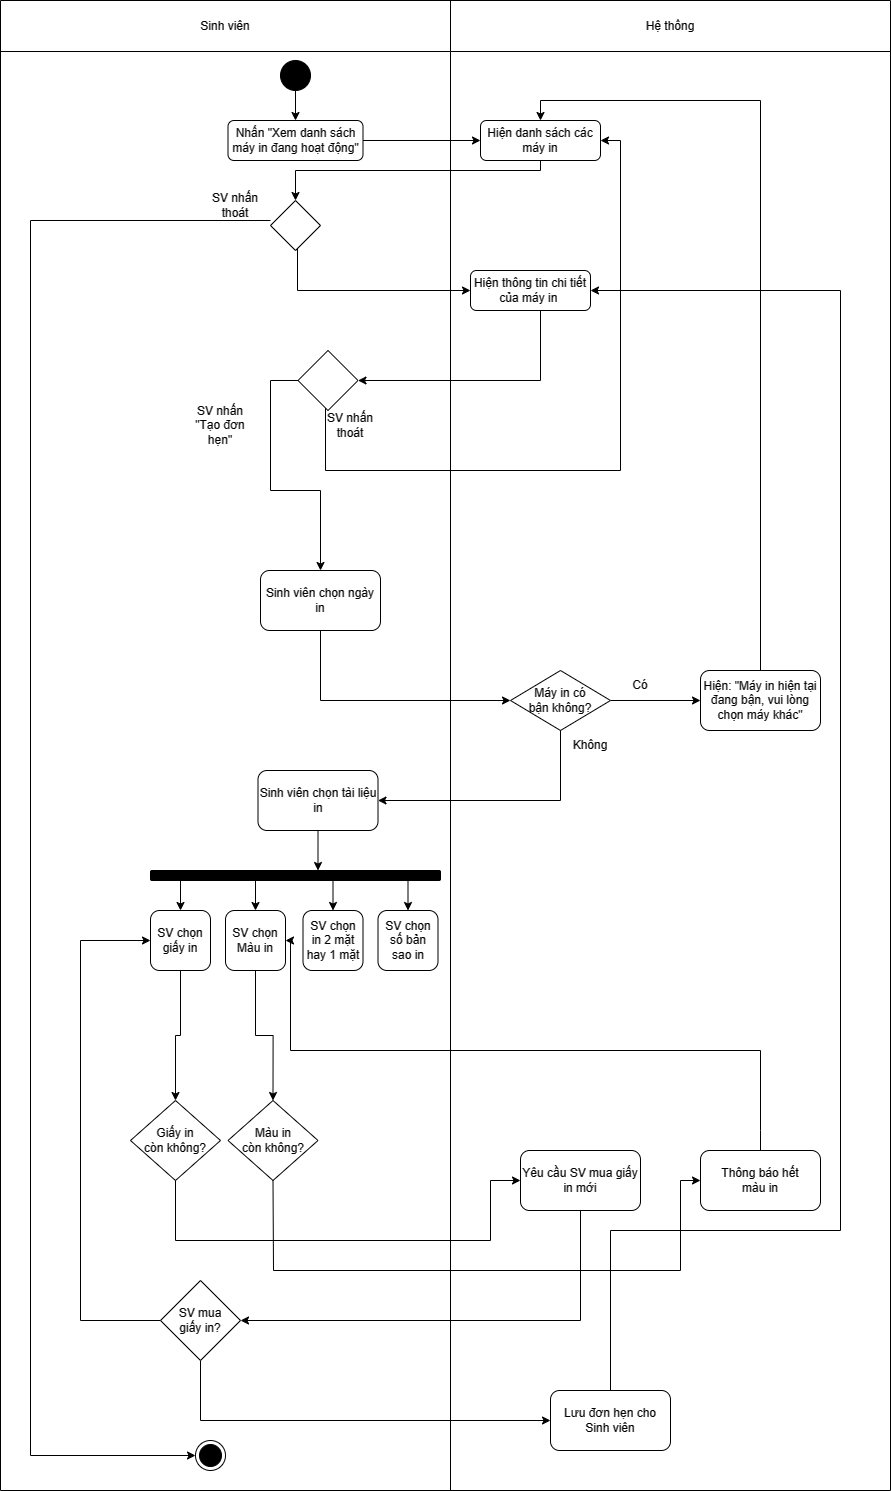 Sinh viên
Hệ thống
Nhấn "Xem danh sách
máy in đang hoạt động"
Hiện danh sách các
máy in
SV nhấn
thoát
Hiện thông tin chi tiết
của máy in
SV nhấn
"Tạo đơn
hẹn"
SV nhấn
thoát
Sinh viên chọn ngày
in
Máy in có
bận không?
Có
Hiện: "Máy in hiện tại
đang bận, vui lòng
chọn máy khác"
Không
Sinh viên chọn tài liệu
in
SV chọn
giấy in
SV chọn
Màu in
SV chọn
in 2 mặt
hay 1 mặt
SV chọn
số bản
sao in
Giấy in
còn không?
Màu in
còn không?
Yêu cầu SV mua giấy
in mới
Thông báo hết
màu in
SV mua
giấy in?
Lưu đơn hẹn cho
Sinh viên